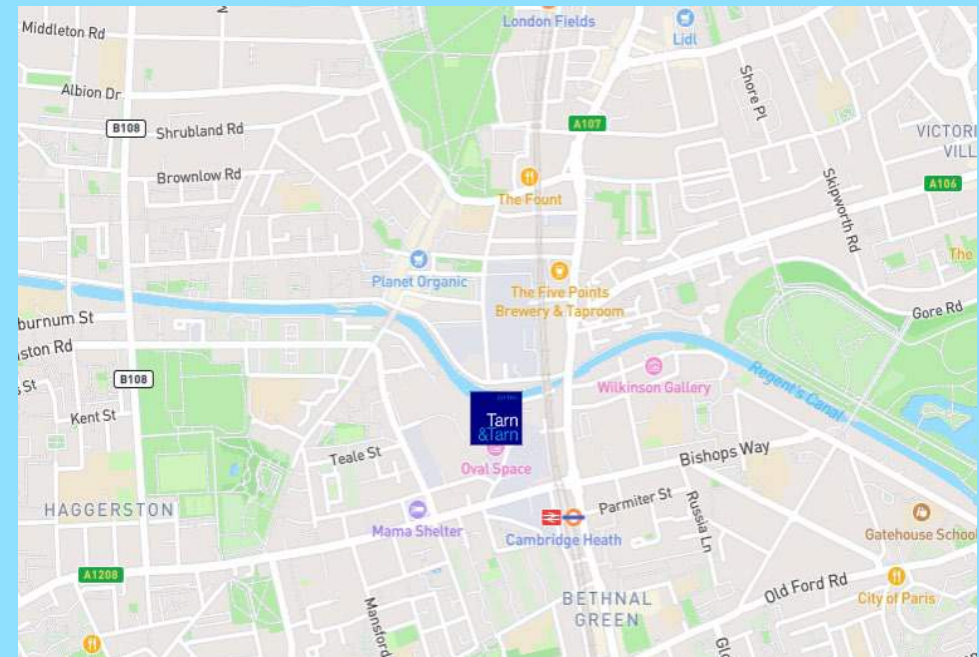 London Fields
Middleton Rd
Lidl
Albion Dr
Shore Pl
B108
Shrubland Rd
A107
VICTORI
VILL
Brownlow Rd
Skipworth Rd
A106
The Fount
The
Planet Organic
The Five Points
Brewery & Taproom
Gore Rd
burnum St
ston Rd
B108
Wilkinson Gallery
Regent's Canal
s St
Kent St
Tarn
&Tarn
Teale St
Oval Space
Bishops Way
HAGGERSTON
Parmiter St
Russia Ln
Mama Shelter
Cambridge Heath
Gatehouse School
A1208
Old Ford Rd
City of Paris
BETHNAL
GREEN
Mansford
Glo